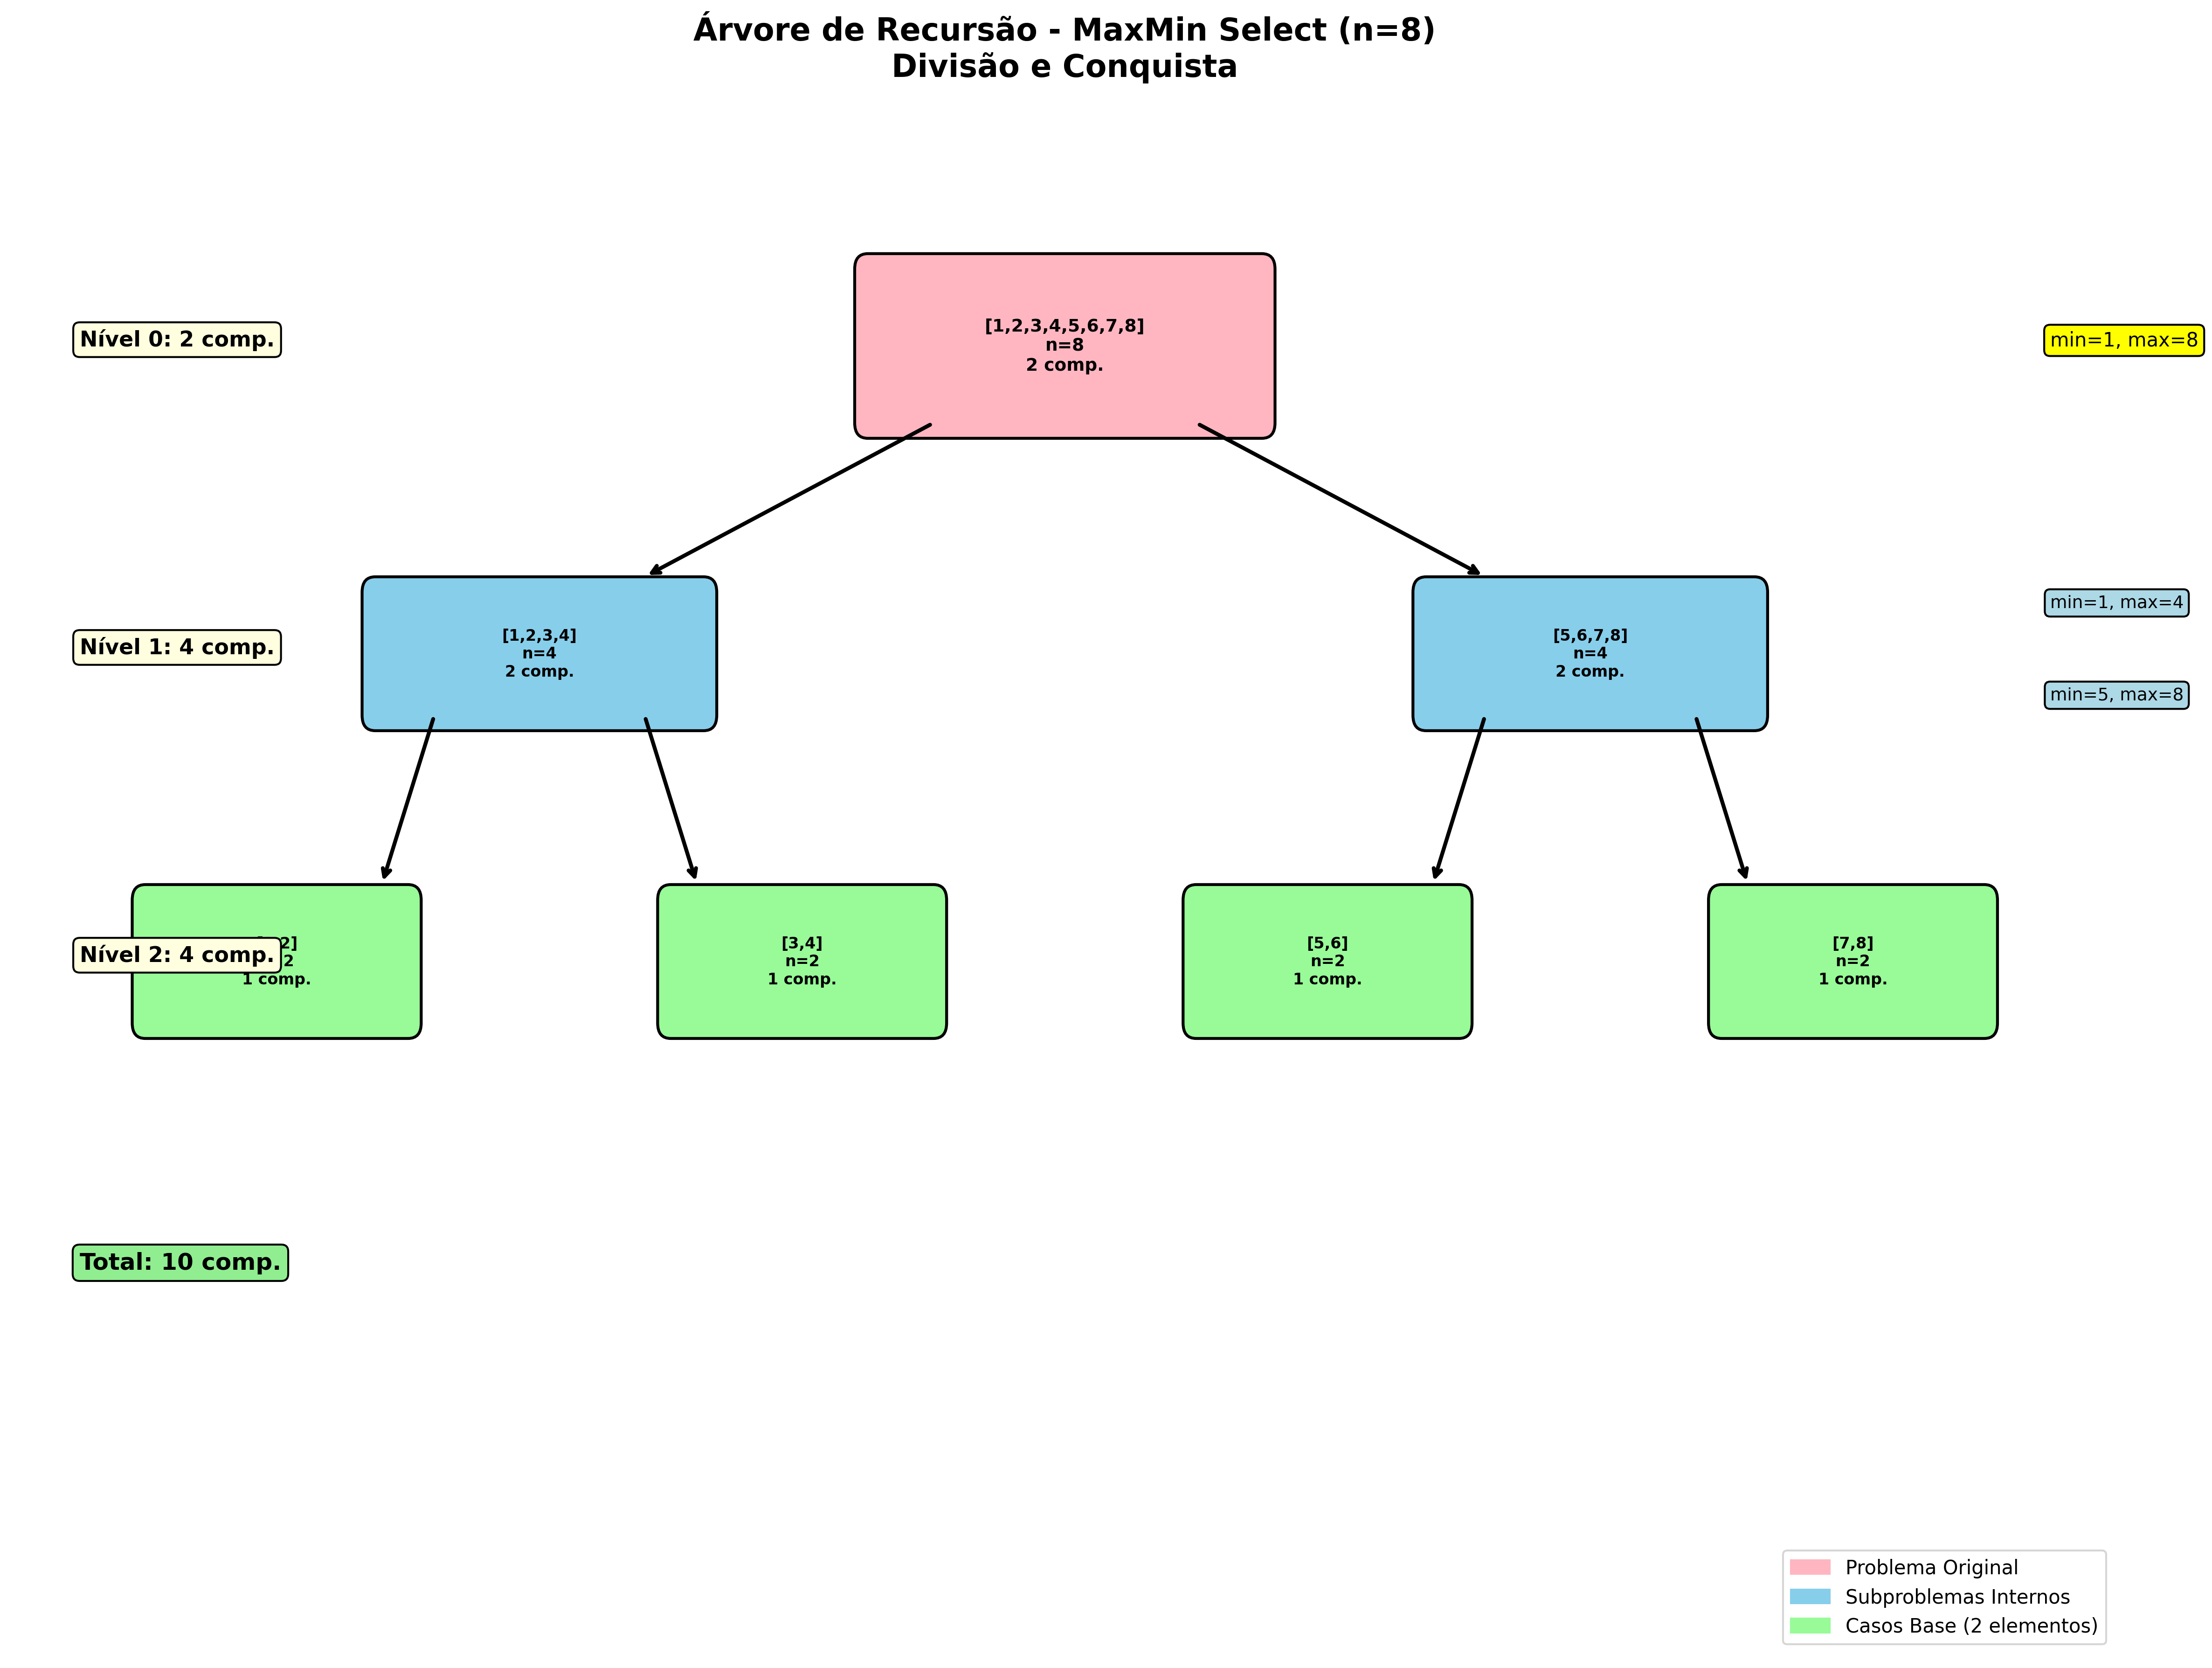 Árvore de Recursão - MaxMin Select (n=8)
Divisão e Conquista
Nível 0: 2 comp.
[1,2,3,4,5,6,7,8]
n=8
2 comp.
min=1, max=8
Nível 1: 4 comp.
[1,2,3,4]
n=4
2 comp.
[5,6,7,8]
n=4
2 comp.
min=1, max=4
min=5, max=8
Nível 2: 4 comp.
2]
2
1 comp.
[3,4]
n=2
1 comp.
[5,6]
n=2
1 comp.
[7,8]
n=2
1 comp.
Total: 10 comp.
Problema Original
Subproblemas Internos
Casos Base (2 elementos)